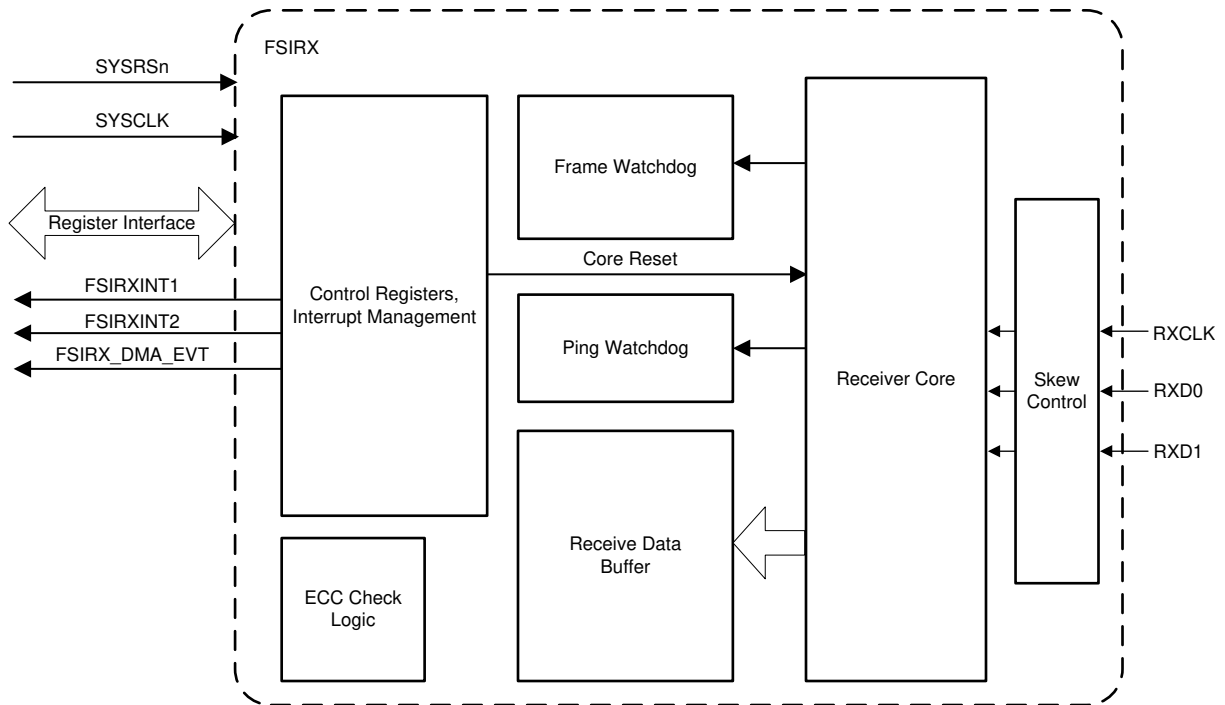 FSIRX
SYSRSn
SYSCLK
Register Interface
FSIRXINT1
FSIRXINT2
FSIRX_DMA_EVT
Control Registers,
Interrupt Management
ECC Check
Logic
Frame Watchdog
Core Reset
Ping Watchdog
Receive Data
Buffer
Receiver Core
Skew
Control
RXCLK
RXD0
RXD1